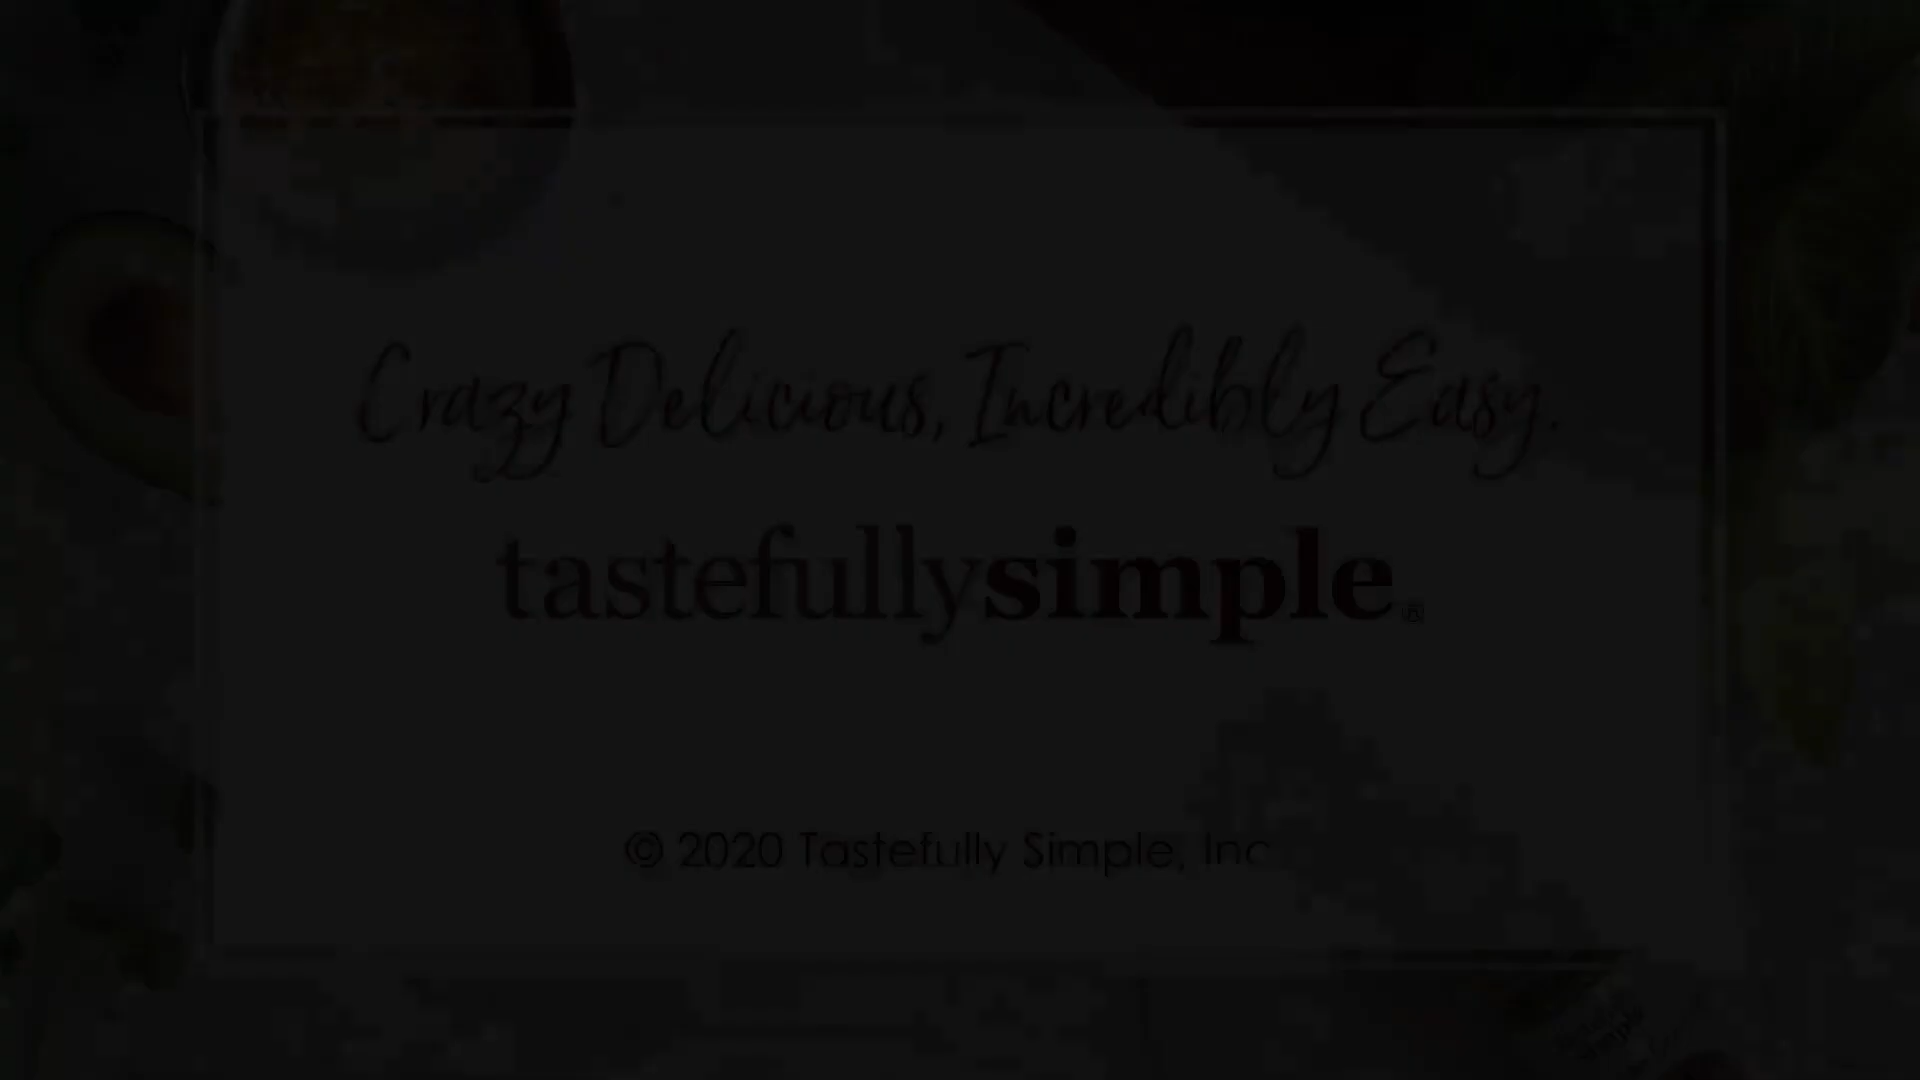 Crazy Delicious, Incredibly Easy.
tastefullysimple®
© 2020 Tastefully Simple, Inc